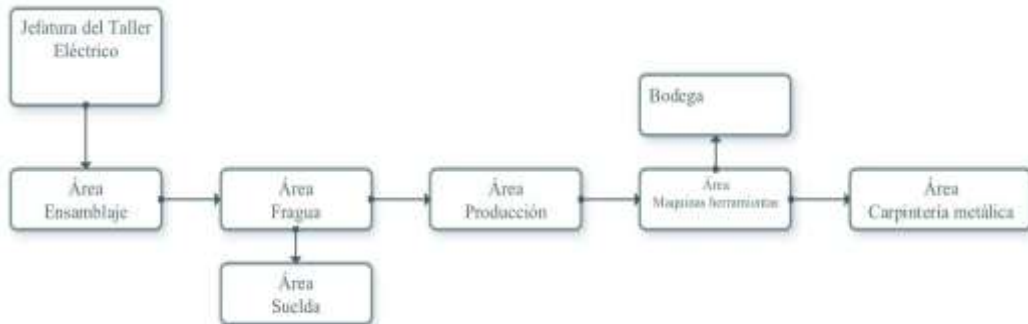 Jefatura del Taller
Eléctrico
Bodega
Área
Ensamblaje
Área
Fragua
Área
Producción
Área
Maquinas herramientas
Área
Carpintería metálica
Área
Suelda